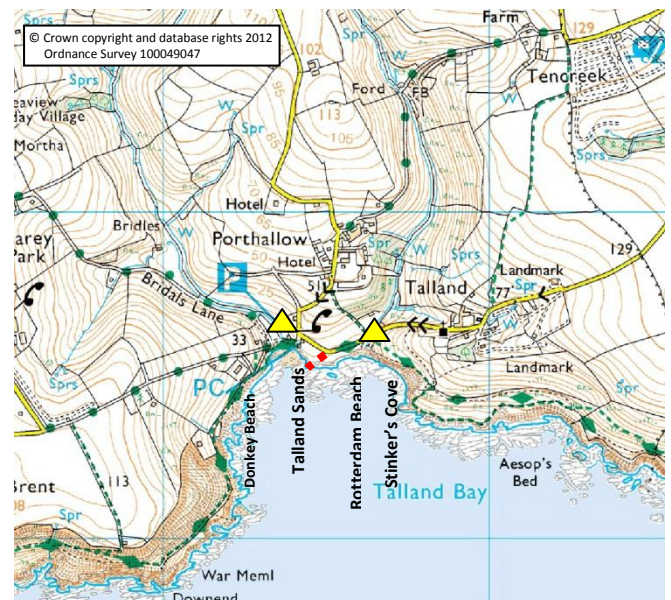 © Crown copyright and database rights 2012
Ordnance Survey 100049047
Farm
129
Sprs
102
Tencreek
Ford
FB
W
W
eaview
day Village
Spr
113
105
Sprs
Mortha
Hotel
Bridles
W
Porthallow
Spr
W
129
arey
Park
Hotel
P
51
Talland
Landmark
Spr
77
Bridals Lane
25
33
Landmark
Sprs
PC
Spr
Donkey Beach
Talland Sands
Rotterdam Beach
Stinker's Cove
Aesop's
Bed
Brent
113
08
Talland Bay
Spr
War Meml
Downend